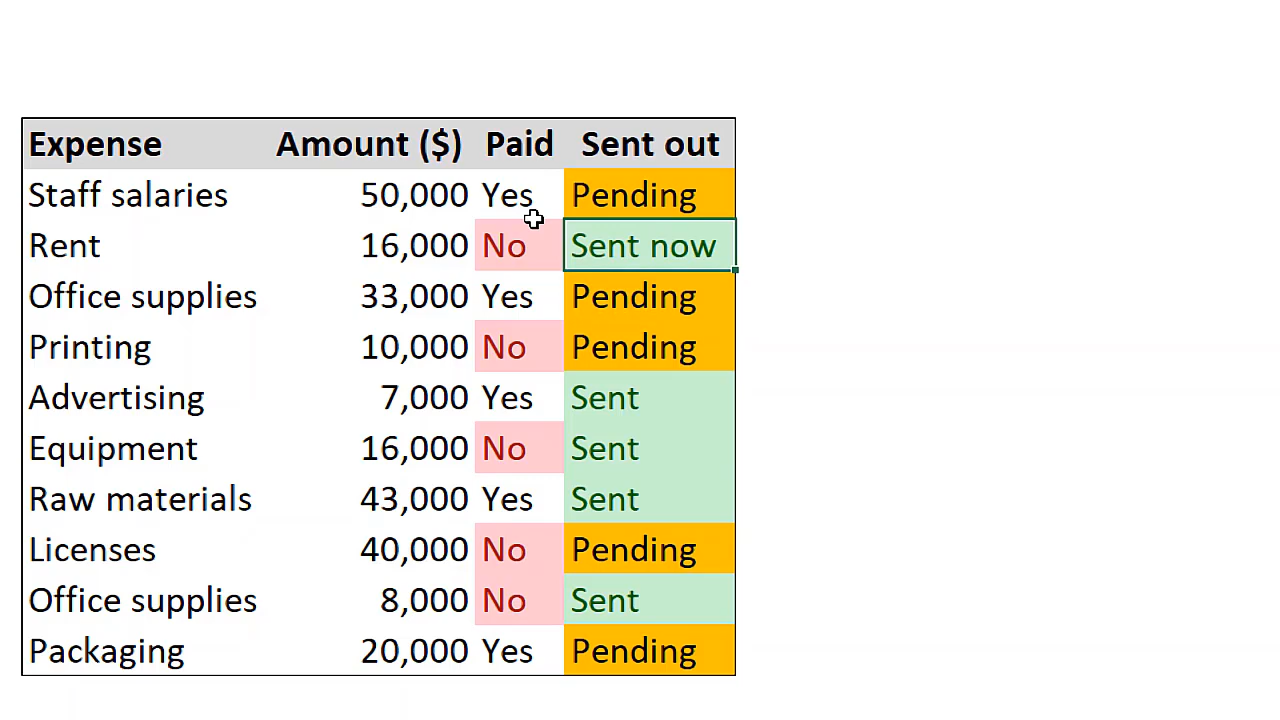 Expense Amount ($) Paid Sent out
Staff salaries 50,000 Yes Pending
Rent 16,000 No Sent now
Office supplies 33,000 Yes Pending
Printing 10,000 No Pending
Advertising 7,000 Yes Sent
Equipment 16,000 No Sent
Raw materials 43,000 Yes Sent
Licenses 40,000 No Pending
Office supplies 8,000 No Sent
Packaging 20,000 Yes Pending